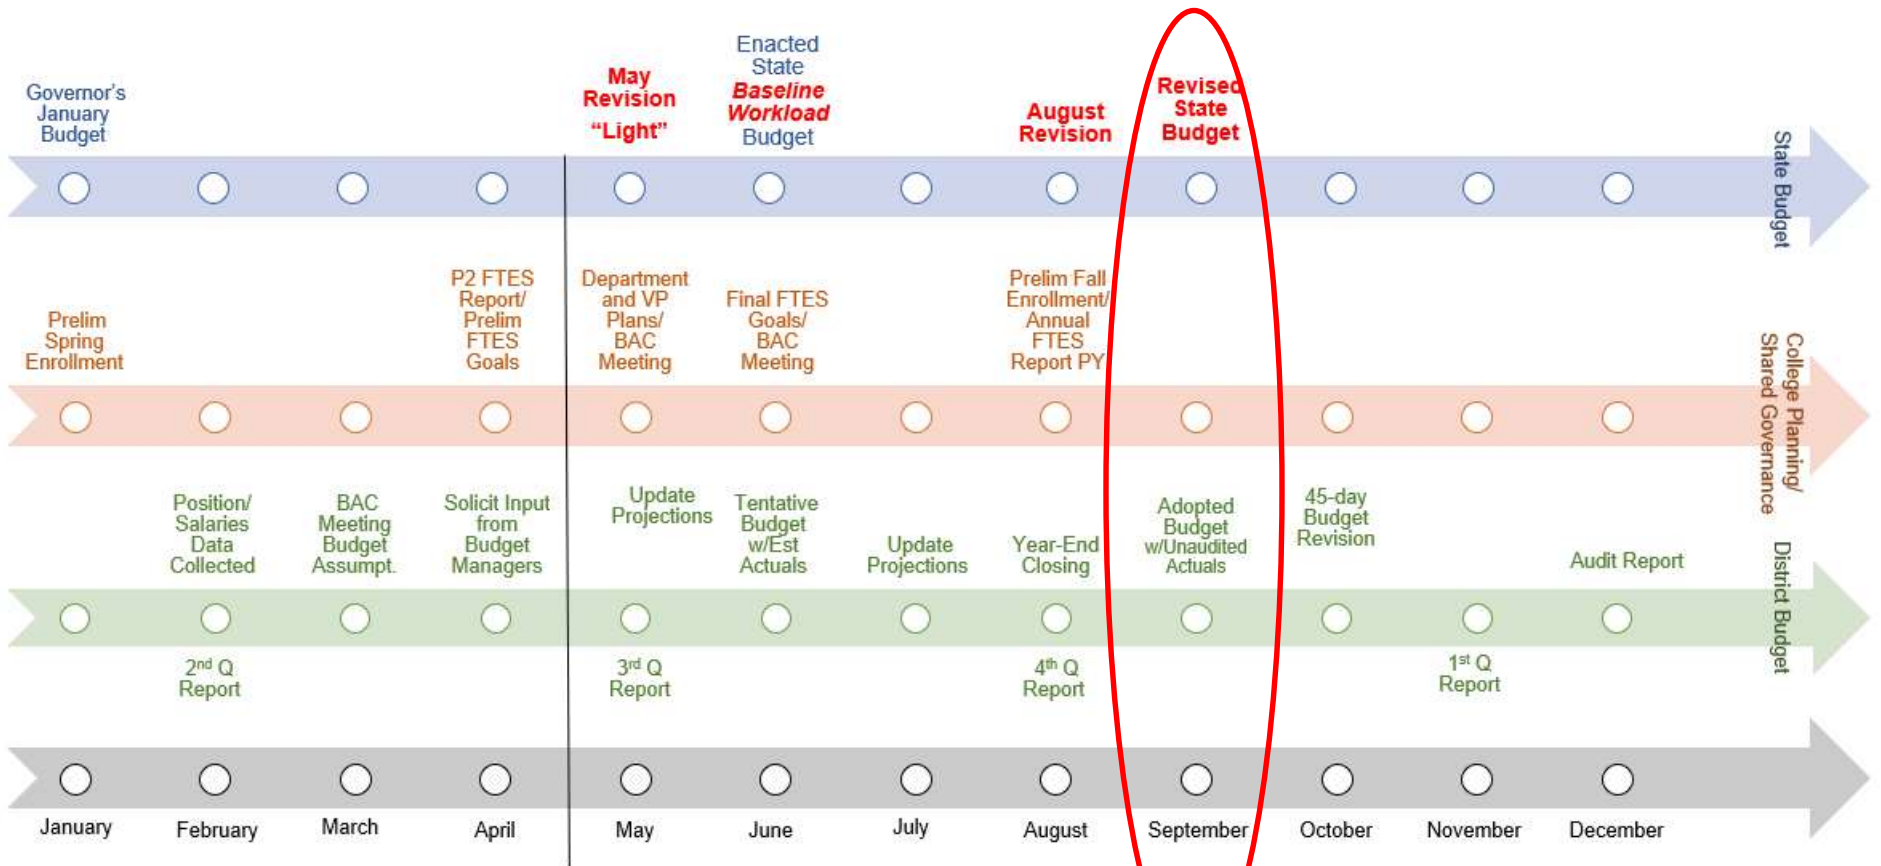 Governor's
January
Budget
May
Revision
“Light”
Enacted
State
Baseline
Workload
Budget
August
Revision
Revised
State
Budget
State Budget
Prelim
Spring
Enrollment
P2 FTES
Report/
Prelim
FTES
Goals
Department
and VP
Plans/
BAC
Meeting
Final FTES
Goals/
BAC
Meeting
Prelim Fall
Enrollment/
Annual
FTES
Report PY
College Planning/
Shared Governance
Position/
Salaries
Data
Collected
BAC
Meeting
Budget
Assumpt.
Solicit Input
from
Budget
Managers
Update
Projections
Tentative
Budget
w/Est
Actuals
Update
Projections
Year-End
Closing
Adopted
Budget
w/Unaudited
Actuals
45-day
Budget
Revision
Audit Report
District Budget
2nd Q
Report
3rd Q
Report
4th Q
Report
1st Q
Report
January
February
March
April
May
June
July
August
September
October
November
December